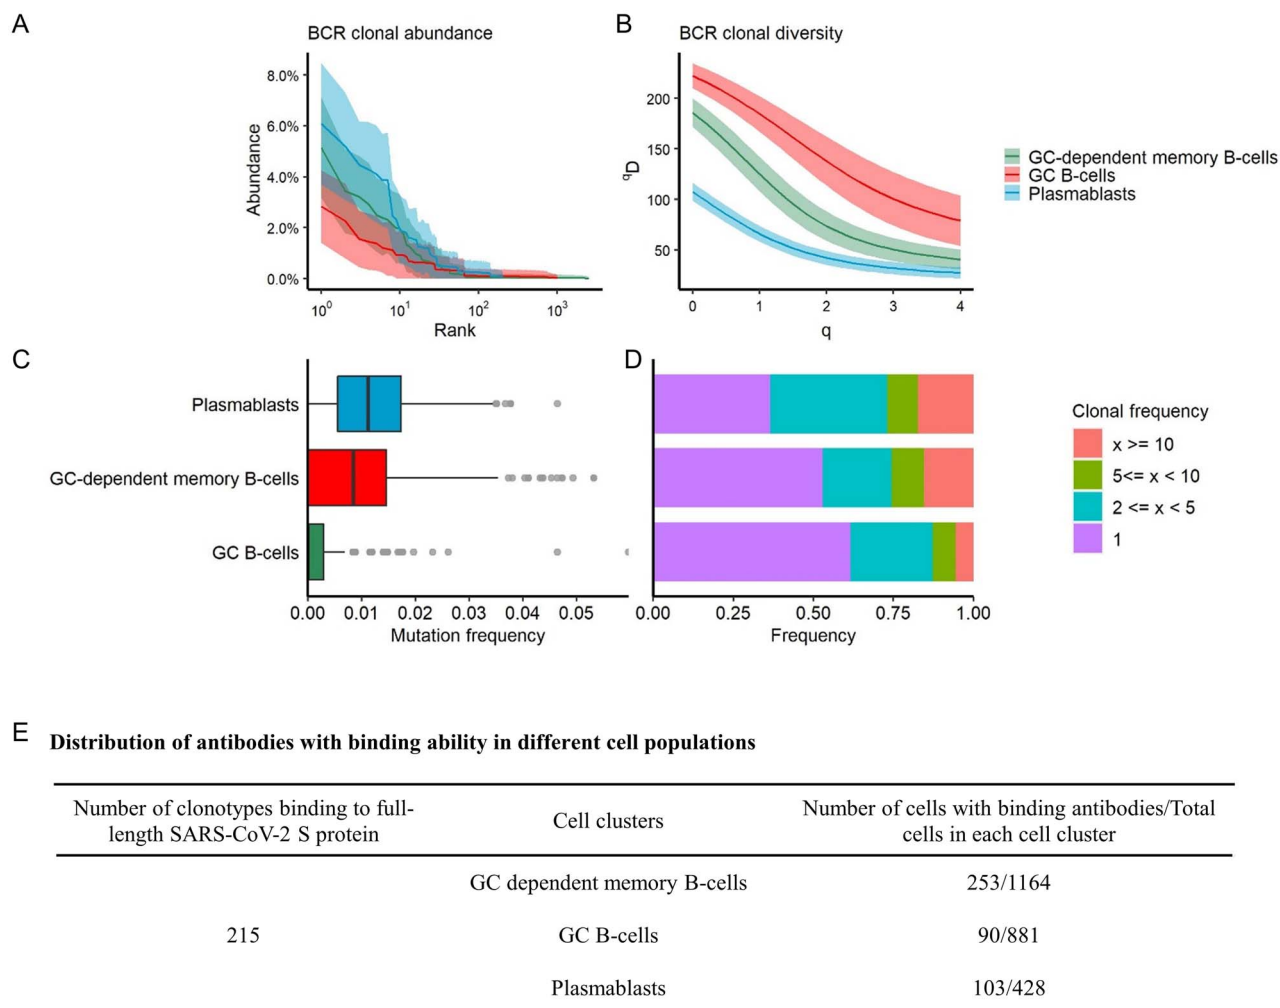 A
BCR clonal abundance
8.0%
6.0%
4.0%
2.0%
0.0%
Abundance
10⁰
10¹
10²
10³
Rank
B
BCR clonal diversity
200
150
100
50
qD
0
1
2
3
4
q
GC-dependent memory B-cells
GC B-cells
Plasmablasts
C
Plasmablasts
GC-dependent memory B-cells
GC B-cells
0.00
0.01
0.02
0.03
0.04
0.05
Mutation frequency
D
0.00
0.25
0.50
0.75
1.00
Frequency
Clonal frequency
x >= 10
5<= x < 10
2 <= x < 5
1
E
Distribution of antibodies with binding ability in different cell populations
Number of clonotypes binding to full-
length SARS-CoV-2 S protein
Cell clusters
Number of cells with binding antibodies/Total
cells in each cell cluster
GC dependent memory B-cells
253/1164
215
GC B-cells
90/881
Plasmablasts
103/428